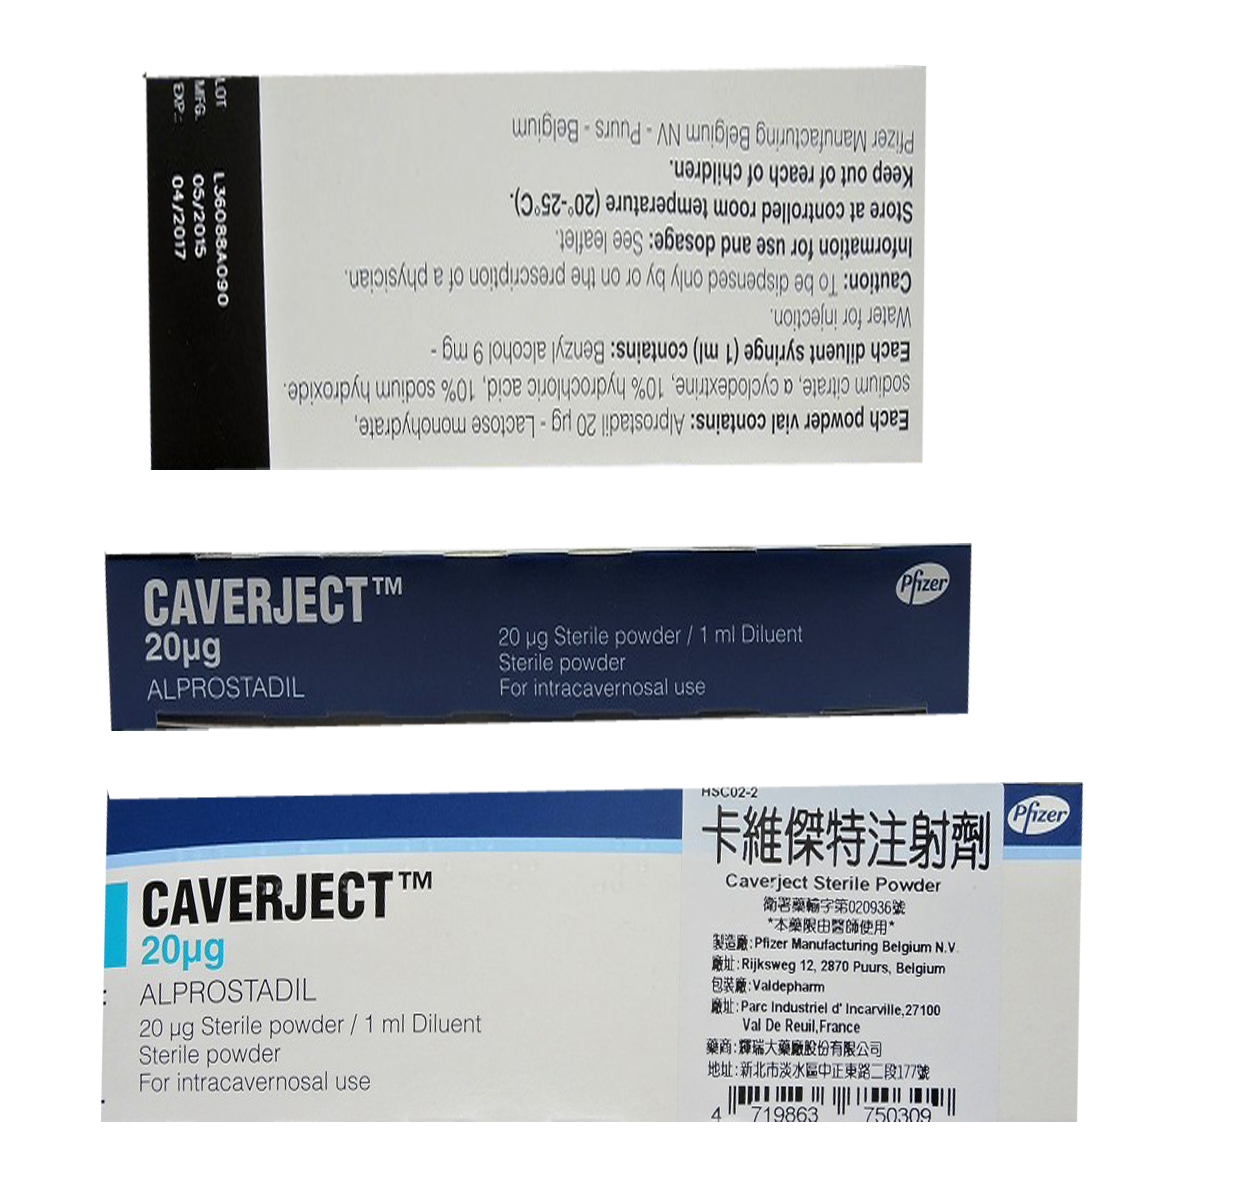 Each powder vial contains: Alprostadil 20 µg - Lactose monohydrate,
sodium citrate, α cyclodextrine, 10% hydrochloric acid, 10% sodium hydroxide.
Each diluent syringe (1 ml) contains: Benzyl alcohol 9 mg -
Water for injection.
Caution: To be dispensed only by or on the prescription of a physician.
Information for use and dosage: See leaflet.
Store at controlled room temperature (20°-25°C).
Keep out of reach of children.
Pfizer Manufacturing Belgium NV - Puurs - Belgium
LOT L36088A090
MFG. 05/2015
EXP.: 04/2017
CAVERJECT™
20µg
ALPROSTADIL
20 µg Sterile powder / 1 ml Diluent
Sterile powder
For intracavernosal use
Pfizer
CAVERJECT™
20µg
ALPROSTADIL
20 µg Sterile powder / 1 ml Diluent
Sterile powder
For intracavernosal use
HSC02-2
卡維傑特注射劑
Caverject Sterile Powder
衛署藥輸字第020936號
*本藥限由醫師使用*
製造廠:Pfizer Manufacturing Belgium N.V.
廠址:Rijksweg 12, 2870 Puurs, Belgium
包裝廠:Valdepharm
廠址:Parc Industriel d' Incarville,27100
Val De Reuil,France
藥商:輝瑞大藥廠股份有限公司
地址:新北市淡水區中正東路二段177號
4 719863 750309
Pfizer